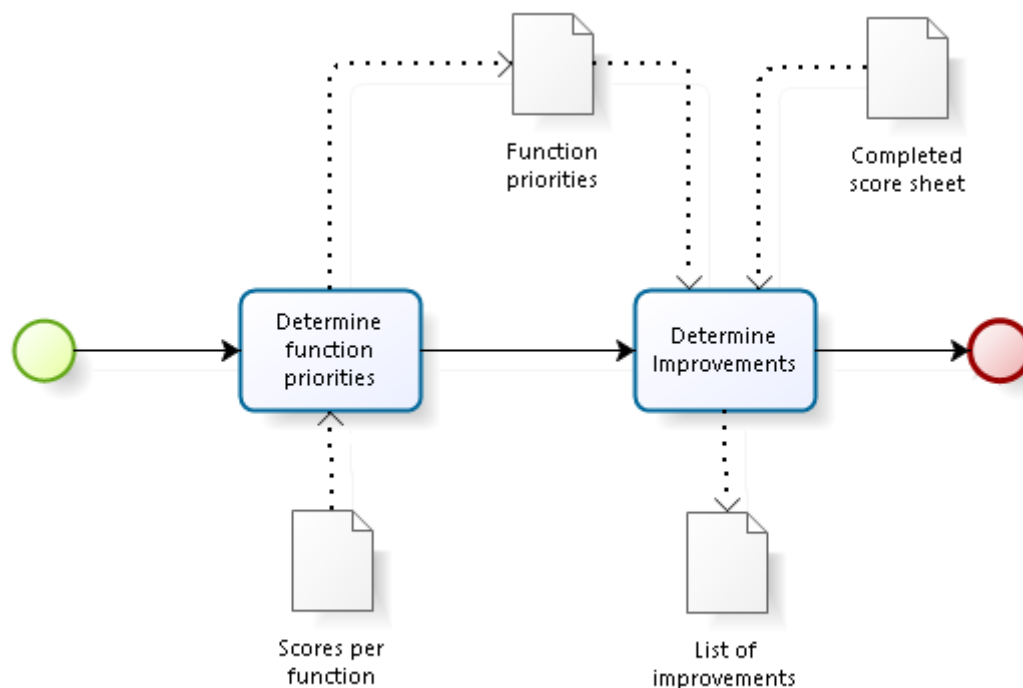 Function
priorities
Completed
score sheet
Determine
function
priorities
Determine
Improvements
Scores per
function
List of
improvements